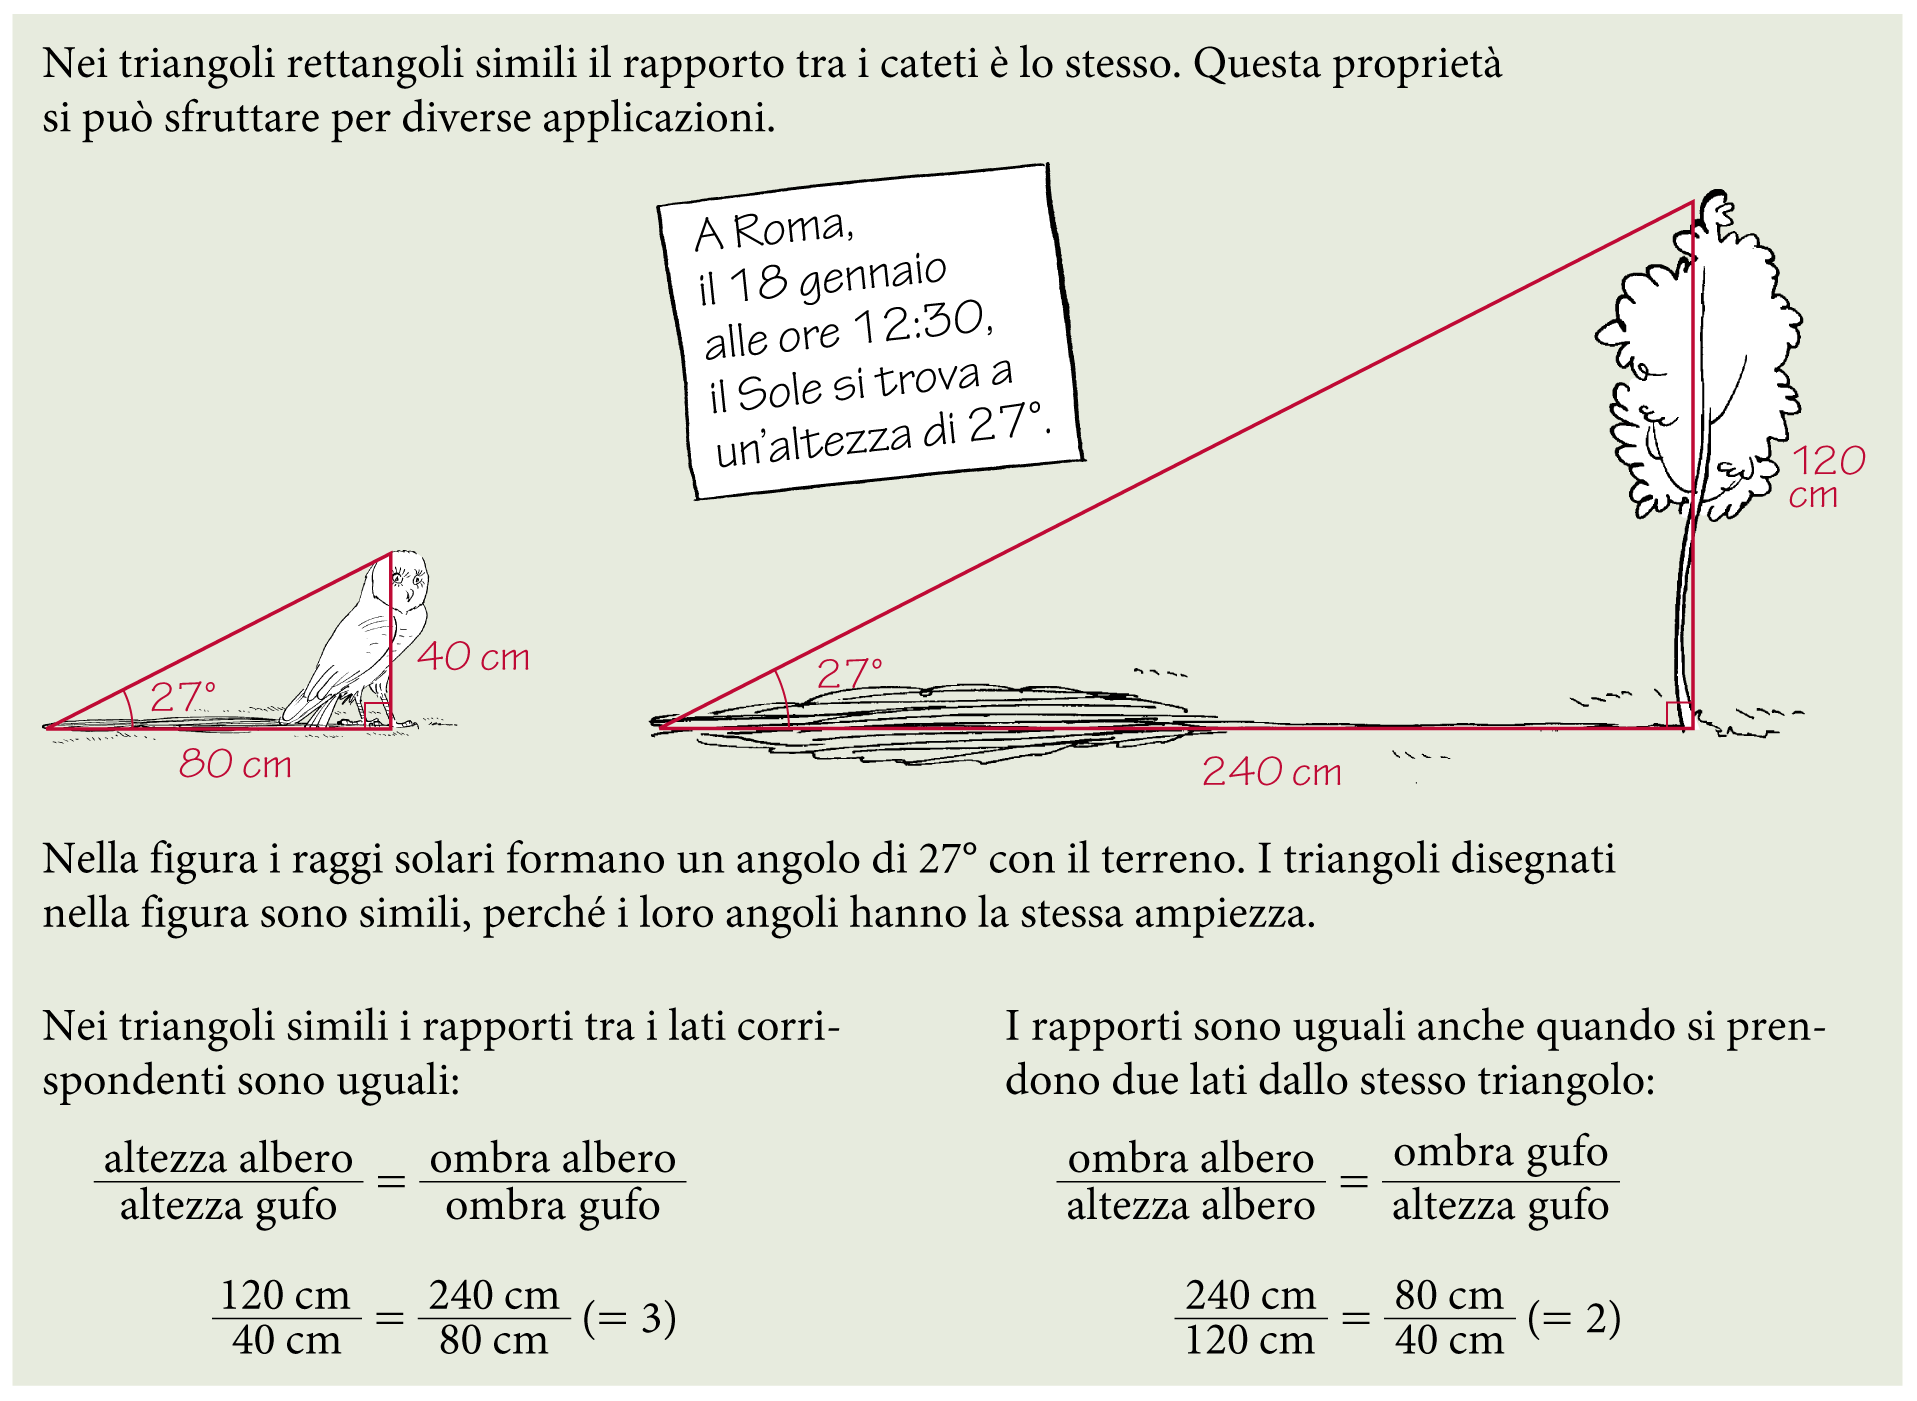 Nei triangoli rettangoli simili il rapporto tra i cateti è lo stesso. Questa proprietà
si può sfruttare per diverse applicazioni.
A Roma,
il 18 gennaio
alle ore 12:30,
il Sole si trova a
un'altezza di 27°.
120
cm
40 cm
27°
80 cm
27°
240 cm
Nella figura i raggi solari formano un angolo di 27° con il terreno. I triangoli disegnati
nella figura sono simili, perché i loro angoli hanno la stessa ampiezza.
Nei triangoli simili i rapporti tra i lati corri-
spondenti sono uguali:
altezza albero / altezza gufo = ombra albero / ombra gufo
120 cm / 40 cm = 240 cm / 80 cm (= 3)
I rapporti sono uguali anche quando si pren-
dono due lati dallo stesso triangolo:
ombra albero / altezza albero = ombra gufo / altezza gufo
240 cm / 120 cm = 80 cm / 40 cm (= 2)